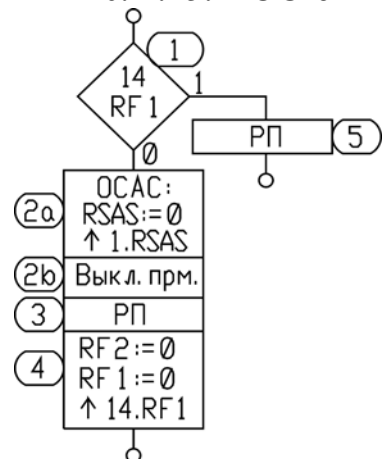 1
14
RF1
1
РП
5
0
2a
ОСАС:
RSAS:=0
↑ 1.RSAS
2b
Выкл. прм.
3
РП
4
RF2:=0
RF1:=0
↑ 14.RF1